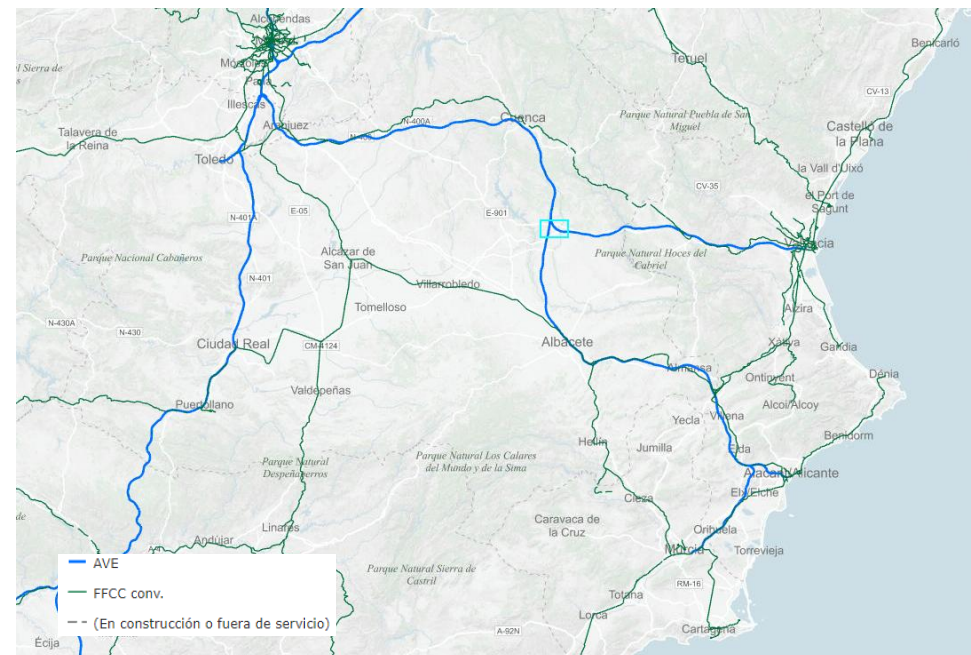 Alcobendas
Benicarló
Teruel
CV-13
Illescas
Aranjuez
N-400A
Cuenca
Parque Natural Puebla de San
Miguel
Talavera de
la Reina
Castelló de
la Plana
Toledo
la Vall d'Uixó
CV-35
el Port de
Sagunt
N-401A
E-05
E-901
València
Parque Nacional Cabañeros
Alcázar de
San Juan
Parque Natural Hoces del
Cabriel
N-401
Villarrobledo
Tomelloso
Alzira
N-430A
N-430
Ciudad Real
CM-4124
Albacete
Xàtiva
Gandia
Almansa
Ontinyent
Dénia
Valdepeñas
Puertollano
Alcoi/Alcoy
Yecla
Villena
Benidorm
Hellín
Jumilla
Elda
Parque Natural
Despeñaperros
Parque Natural Los Calares
del Mundo y de la Sima
Alacant/Alicante
Elx/Elche
Cieza
Caravaca de
la Cruz
Linares
Orihuela
Andújar
Murcia
Torrevieja
Parque Natural Sierra de
Castril
RM-16
Totana
Lorca
A-92N
Cartagena
Écija
AVE
FFCC conv.
(En construcción o fuera de servicio)